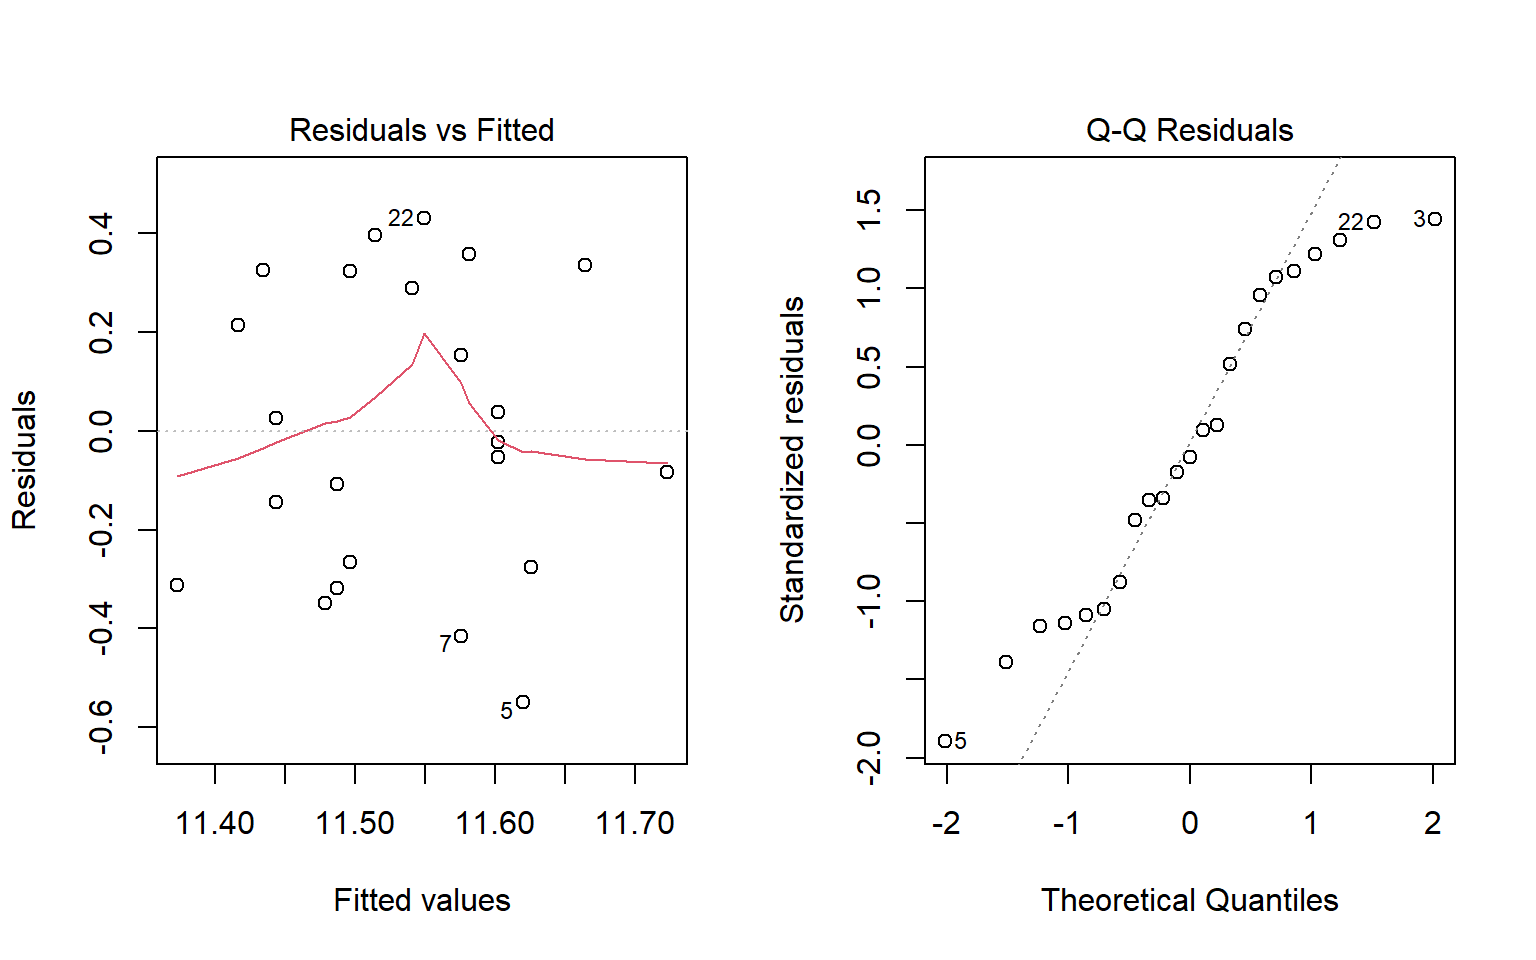 Residuals vs Fitted
Residuals
0.4
0.2
0.0
-0.2
-0.4
-0.6
22
7
5
11.40 11.50 11.60 11.70
Fitted values
Q-Q Residuals
Standardized residuals
1.5
1.0
0.5
0.0
-1.0
-2.0
22
3
5
-2 -1 0 1 2
Theoretical Quantiles